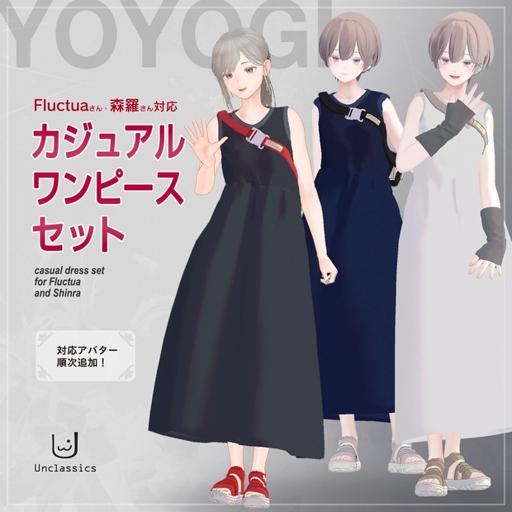 YOYOGI
Fluctuaさん・森羅さん対応
カジュアル
ワンピース
セット
casual dress set
for Fluctua
and Shinra
対応アバター
順次追加！
Unclassics